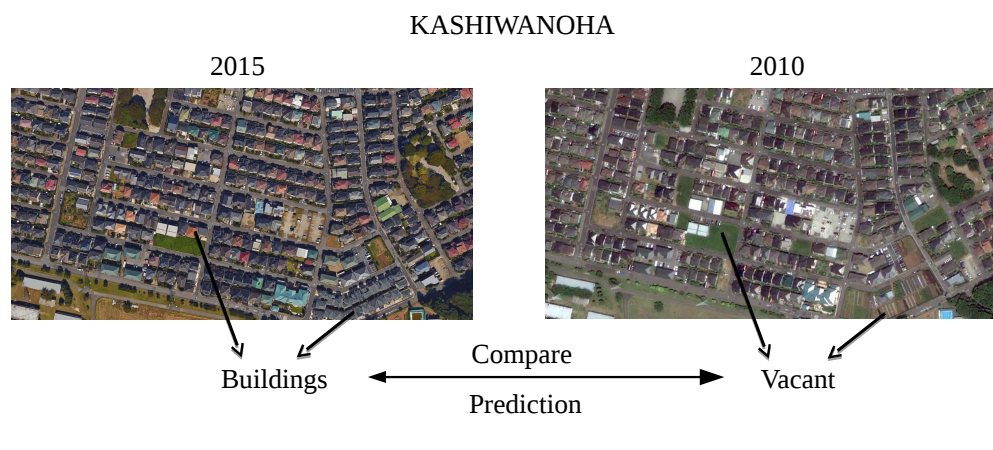 KASHIWANOHA
2015
2010
Buildings
Compare
Prediction
Vacant